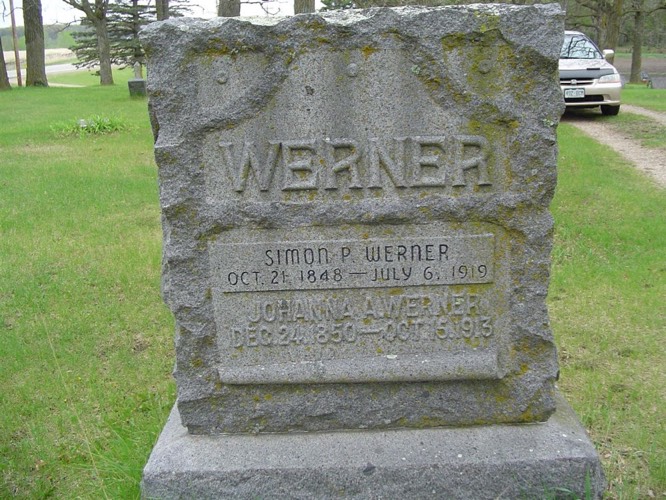 WERNER
SIMON P. WERNER
OCT. 21, 1848 — JULY 6, 1919
JOHANNA A. WERNER
DEC. 24, 1850 — OCT. 15, 1913